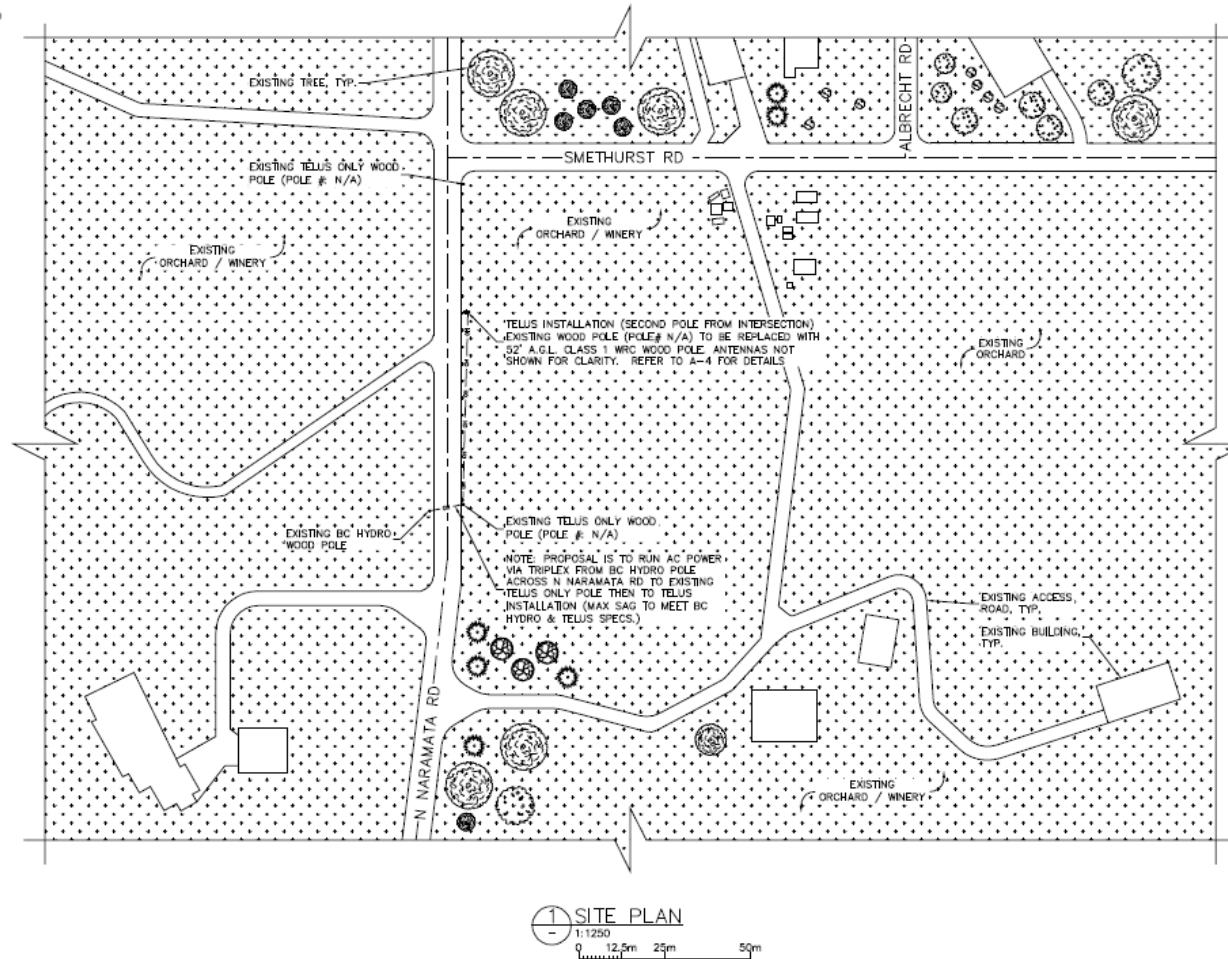 EXISTING TREE, TYP.
ALBRECHT RD
SMETHURST RD
EXISTING TELUS ONLY WOOD
POLE (POLE #: N/A)
EXISTING
ORCHARD / WINERY
EXISTING
ORCHARD / WINERY
TELUS INSTALLATION (SECOND POLE FROM INTERSECTION)
EXISTING WOOD POLE (POLE# N/A) TO BE REPLACED WITH
52' A.G.L. CLASS 1 WRC WOOD POLE. ANTENNAS NOT
SHOWN FOR CLARITY. REFER TO A-4 FOR DETAILS
EXISTING
ORCHARD
EXISTING BC HYDRO
WOOD POLE
EXISTING TELUS ONLY WOOD
POLE (POLE #: N/A)
NOTE: PROPOSAL IS TO RUN AC POWER
VIA TRIPLEX FROM BC HYDRO POLE
ACROSS N NARAMATA RD TO EXISTING
TELUS ONLY POLE THEN TO TELUS
INSTALLATION (MAX SAG TO MEET BC
HYDRO & TELUS SPECS.)
EXISTING ACCESS
ROAD, TYP.
EXISTING BUILDING,
TYP.
N NARAMATA RD
EXISTING
ORCHARD / WINERY
1 SITE PLAN
- 1:1250
0 12.5m 25m 50m